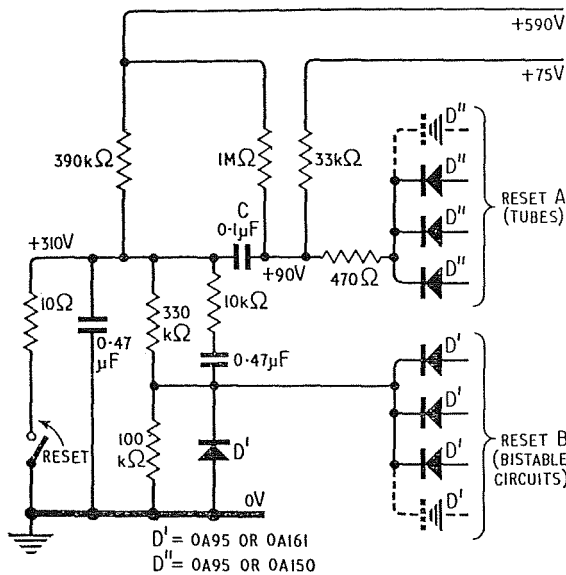 +590V
+75V
D"
390kΩ
1MΩ
33kΩ
D"
RESET A
(TUBES)
D"
C
0·1μF
+310V
+90V
470Ω
D"
10Ω
330
kΩ
10kΩ
0·47
μF
0·47μF
D'
D'
RESET B
(BISTABLE
CIRCUITS)
RESET
100
kΩ
D'
D'
0V
D'
D' = OA95 OR OA161
D" = OA95 OR OA150